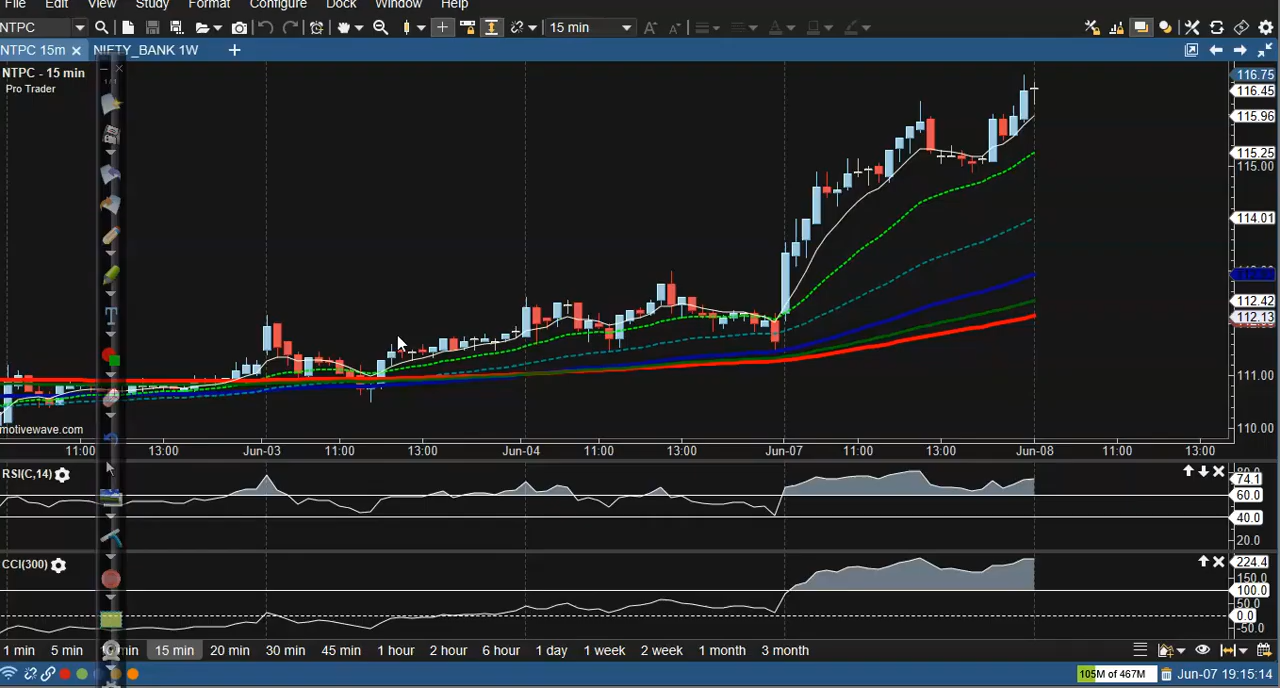 File Edit View Study Format Configure Dock Window Help
NTPC 15 min
NTPC 15m NIFTY_BANK 1W
NTPC - 15 min
Pro Trader
116.75
116.45
115.96
115.25
115.00
114.01
112.42
112.13
111.00
110.00
motivewave.com
11:00 13:00 Jun-03 11:00 13:00 Jun-04 11:00 13:00 Jun-07 11:00 13:00 Jun-08 11:00 13:00
RSI(C,14)
74.1
60.0
40.0
20.0
CCI(300)
224.4
150.0
100.0
50.0
0.0
-50.0
1 min 5 min min 15 min 20 min 30 min 45 min 1 hour 2 hour 6 hour 1 day 1 week 2 week 1 month 3 month
105M of 467M Jun-07 19:15:14